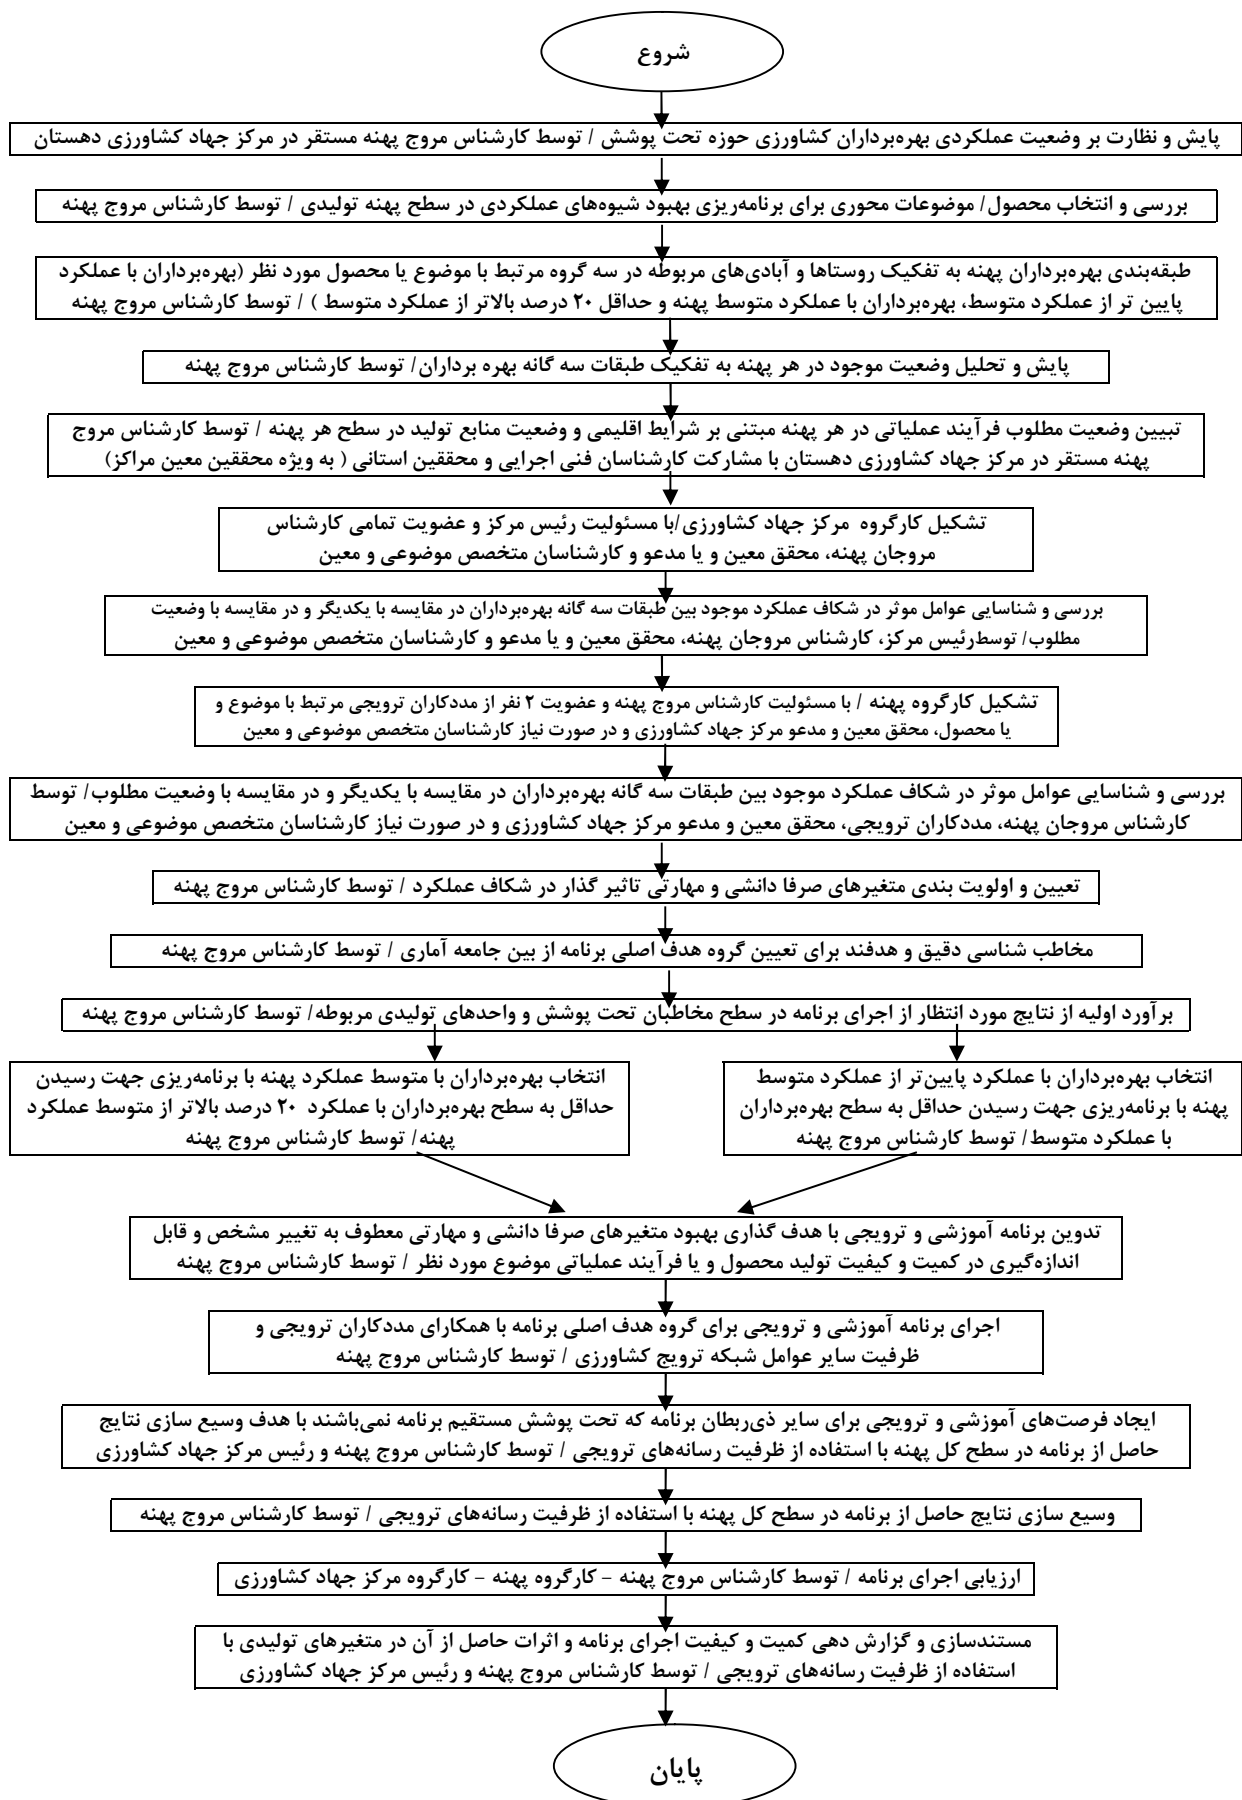 شروع
پایش و نظارت بر وضعیت عملکردی بهره‌برداران کشاورزی حوزه تحت پوشش / توسط کارشناس مروج پهنه مستقر در مرکز جهاد کشاورزی دهستان
بررسی و انتخاب محصول/ موضوعات محوری برای برنامه‌ریزی بهبود شیوه‌های عملکردی در سطح پهنه تولیدی / توسط کارشناس مروج پهنه
طبقه‌بندی بهره‌برداران پهنه به تفکیک روستاها و آبادی‌های مربوطه در سه گروه مرتبط با موضوع یا محصول مورد نظر (بهره‌برداران با عملکرد
پایین تر از عملکرد متوسط، بهره‌برداران با عملکرد متوسط پهنه و حداقل ۲۰ درصد بالاتر از عملکرد متوسط ) / توسط کارشناس مروج پهنه
پایش و تحلیل وضعیت موجود در هر پهنه به تفکیک طبقات سه گانه بهره برداران/ توسط کارشناس مروج پهنه
تبیین وضعیت مطلوب فرآیند عملیاتی در هر پهنه مبتنی بر شرایط اقلیمی و وضعیت منابع تولید در سطح هر پهنه / توسط کارشناس مروج
پهنه مستقر در مرکز جهاد کشاورزی دهستان با مشارکت کارشناسان فنی اجرایی و محققین استانی ( به ویژه محققین معین مراکز)
تشکیل کارگروه مرکز جهاد کشاورزی/با مسئولیت رئیس مرکز و عضویت تمامی کارشناس
مروجان پهنه، محقق معین و یا مدعو و کارشناسان متخصص موضوعی و معین
بررسی و شناسایی عوامل موثر در شکاف عملکرد موجود بین طبقات سه گانه بهره‌برداران در مقایسه با یکدیگر و در مقایسه با وضعیت
مطلوب/ توسط رئیس مرکز، کارشناس مروجان پهنه، محقق معین و یا مدعو و کارشناسان متخصص موضوعی و معین
تشکیل کارگروه پهنه / با مسئولیت کارشناس مروج پهنه و عضویت ۲ نفر از مددکاران ترویجی مرتبط با موضوع و
یا محصول، محقق معین و مدعو مرکز جهاد کشاورزی و در صورت نیاز کارشناسان متخصص موضوعی و معین
بررسی و شناسایی عوامل موثر در شکاف عملکرد موجود بین طبقات سه گانه بهره‌برداران در مقایسه با یکدیگر و در مقایسه با وضعیت مطلوب/ توسط
کارشناس مروجان پهنه، مددکاران ترویجی، محقق معین و مدعو مرکز جهاد کشاورزی و در صورت نیاز کارشناسان متخصص موضوعی و معین
تعیین و اولویت بندی متغیرهای صرفا دانشی و مهارتی تاثیر گذار در شکاف عملکرد / توسط کارشناس مروج پهنه
مخاطب شناسی دقیق و هدفند برای تعیین گروه هدف اصلی برنامه از بین جامعه آماری / توسط کارشناس مروج پهنه
برآورد اولیه از نتایج مورد انتظار از اجرای برنامه در سطح مخاطبان تحت پوشش و واحدهای تولیدی مربوطه/ توسط کارشناس مروج پهنه
انتخاب بهره‌برداران با عملکرد پایین‌تر از عملکرد متوسط
پهنه با برنامه‌ریزی جهت رسیدن حداقل به سطح بهره‌برداران
با عملکرد متوسط/ توسط کارشناس مروج پهنه
انتخاب بهره‌برداران با متوسط عملکرد پهنه با برنامه‌ریزی جهت رسیدن
حداقل به سطح بهره‌برداران با عملکرد ۲۰ درصد بالاتر از متوسط عملکرد
پهنه/ توسط کارشناس مروج پهنه
تدوین برنامه آموزشی و ترویجی با هدف گذاری بهبود متغیرهای صرفا دانشی و مهارتی معطوف به تغییر مشخص و قابل
اندازه‌گیری در کمیت و کیفیت تولید محصول و یا فرآیند عملیاتی موضوع مورد نظر / توسط کارشناس مروج پهنه
اجرای برنامه آموزشی و ترویجی برای گروه هدف اصلی برنامه با همکارای مددکاران ترویجی و
ظرفیت سایر عوامل شبکه ترویج کشاورزی / توسط کارشناس مروج پهنه
ایجاد فرصت‌های آموزشی و ترویجی برای سایر ذی‌ربطان برنامه که تحت پوشش مستقیم برنامه نمی‌باشند با هدف وسیع سازی نتایج
حاصل از برنامه در سطح کل پهنه با استفاده از ظرفیت رسانه‌های ترویجی / توسط کارشناس مروج پهنه و رئیس مرکز جهاد کشاورزی
وسیع سازی نتایج حاصل از برنامه در سطح کل پهنه با استفاده از ظرفیت رسانه‌های ترویجی / توسط کارشناس مروج پهنه
ارزیابی اجرای برنامه / توسط کارشناس مروج پهنه – کارگروه پهنه – کارگروه مرکز جهاد کشاورزی
مستندسازی و گزارش دهی کمیت و کیفیت اجرای برنامه و اثرات حاصل از آن در متغیرهای تولیدی با
استفاده از ظرفیت رسانه‌های ترویجی / توسط کارشناس مروج پهنه و رئیس مرکز جهاد کشاورزی
پایان